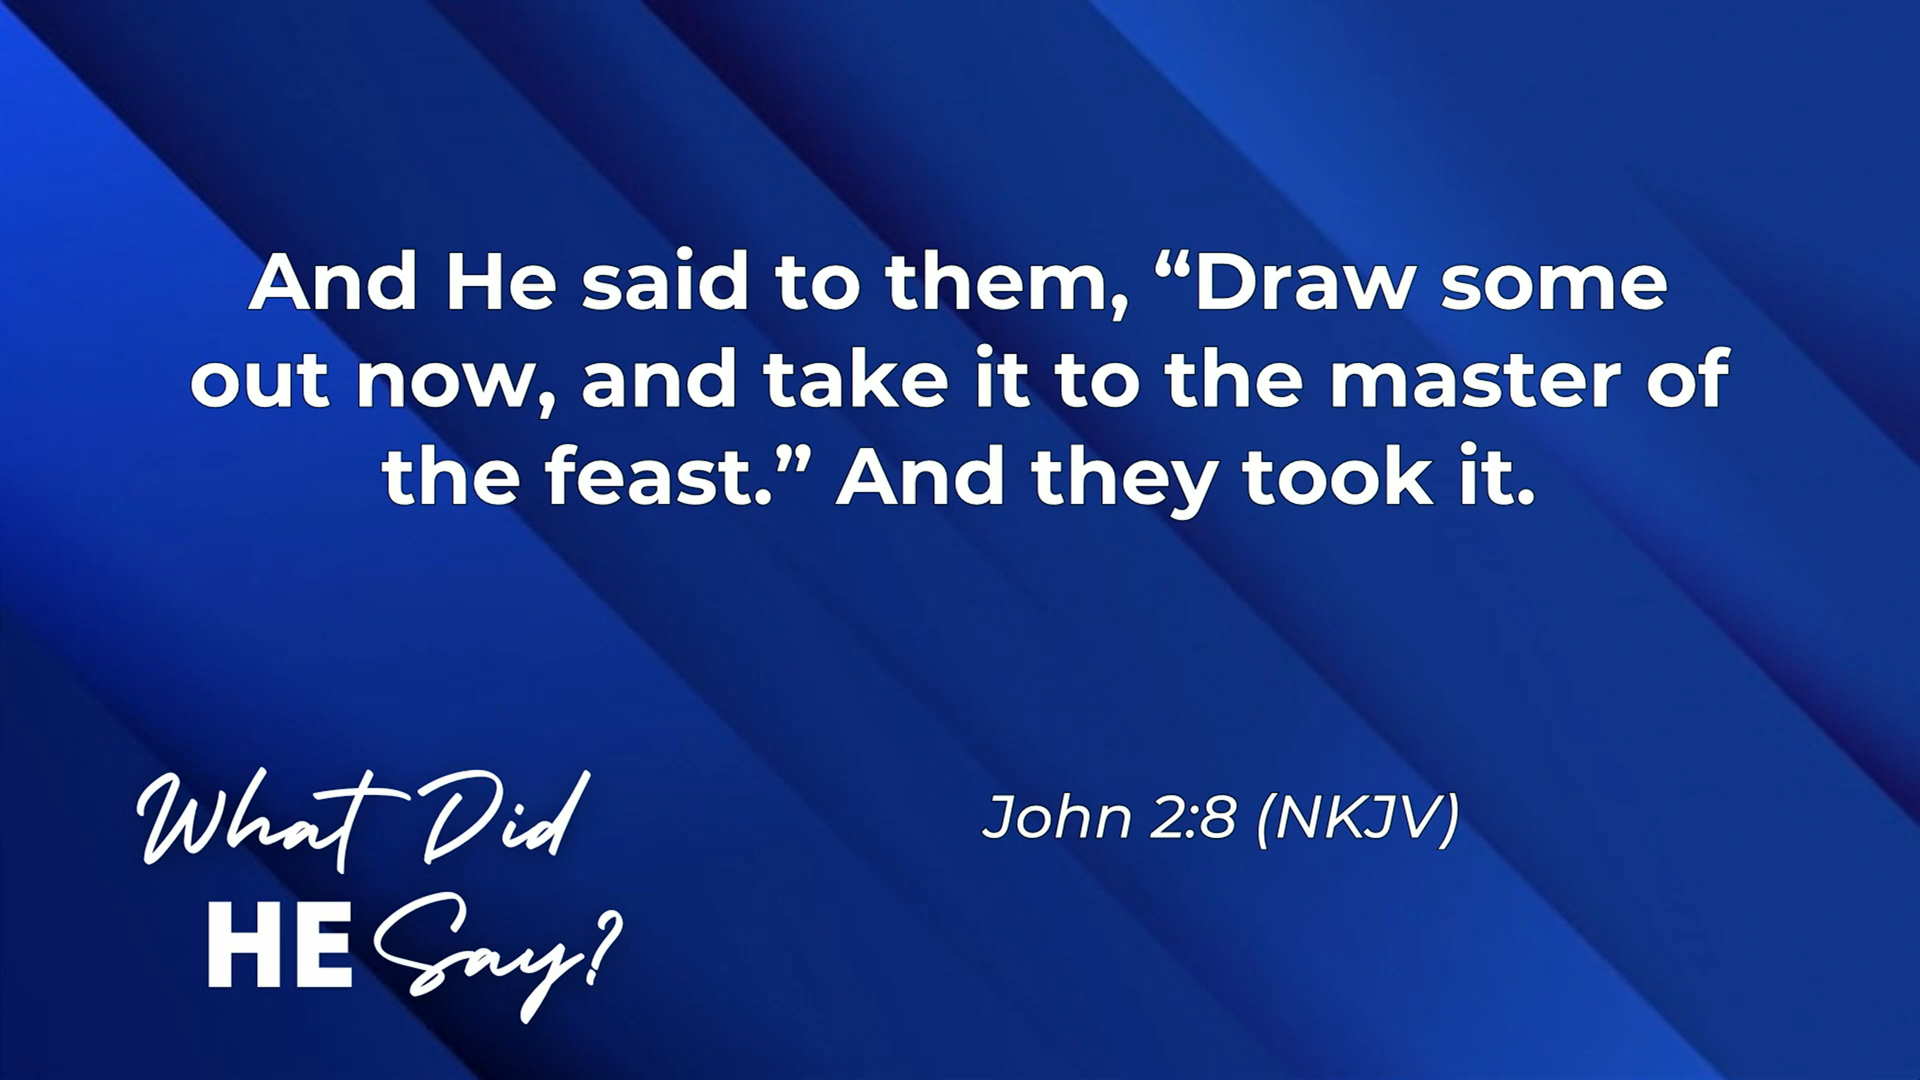 And He said to them, “Draw some
out now, and take it to the master of
the feast.” And they took it.
What Did
HE Say?
John 2:8 (NKJV)